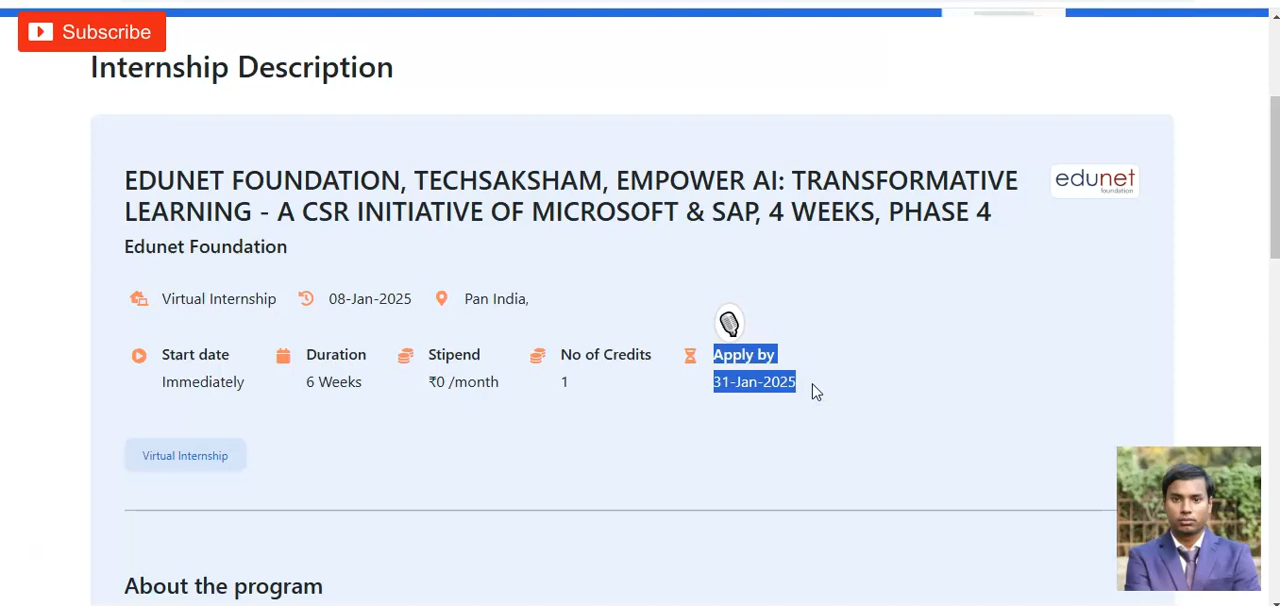 Subscribe
Internship Description
EDUNET FOUNDATION, TECHSAKSHAM, EMPOWER AI: TRANSFORMATIVE
LEARNING - A CSR INITIATIVE OF MICROSOFT & SAP, 4 WEEKS, PHASE 4
edunet
foundation
Edunet Foundation
Virtual Internship 08-Jan-2025 Pan India,
Start date Duration Stipend No of Credits Apply by
Immediately 6 Weeks ₹0 /month 1 31-Jan-2025
Virtual Internship
About the program